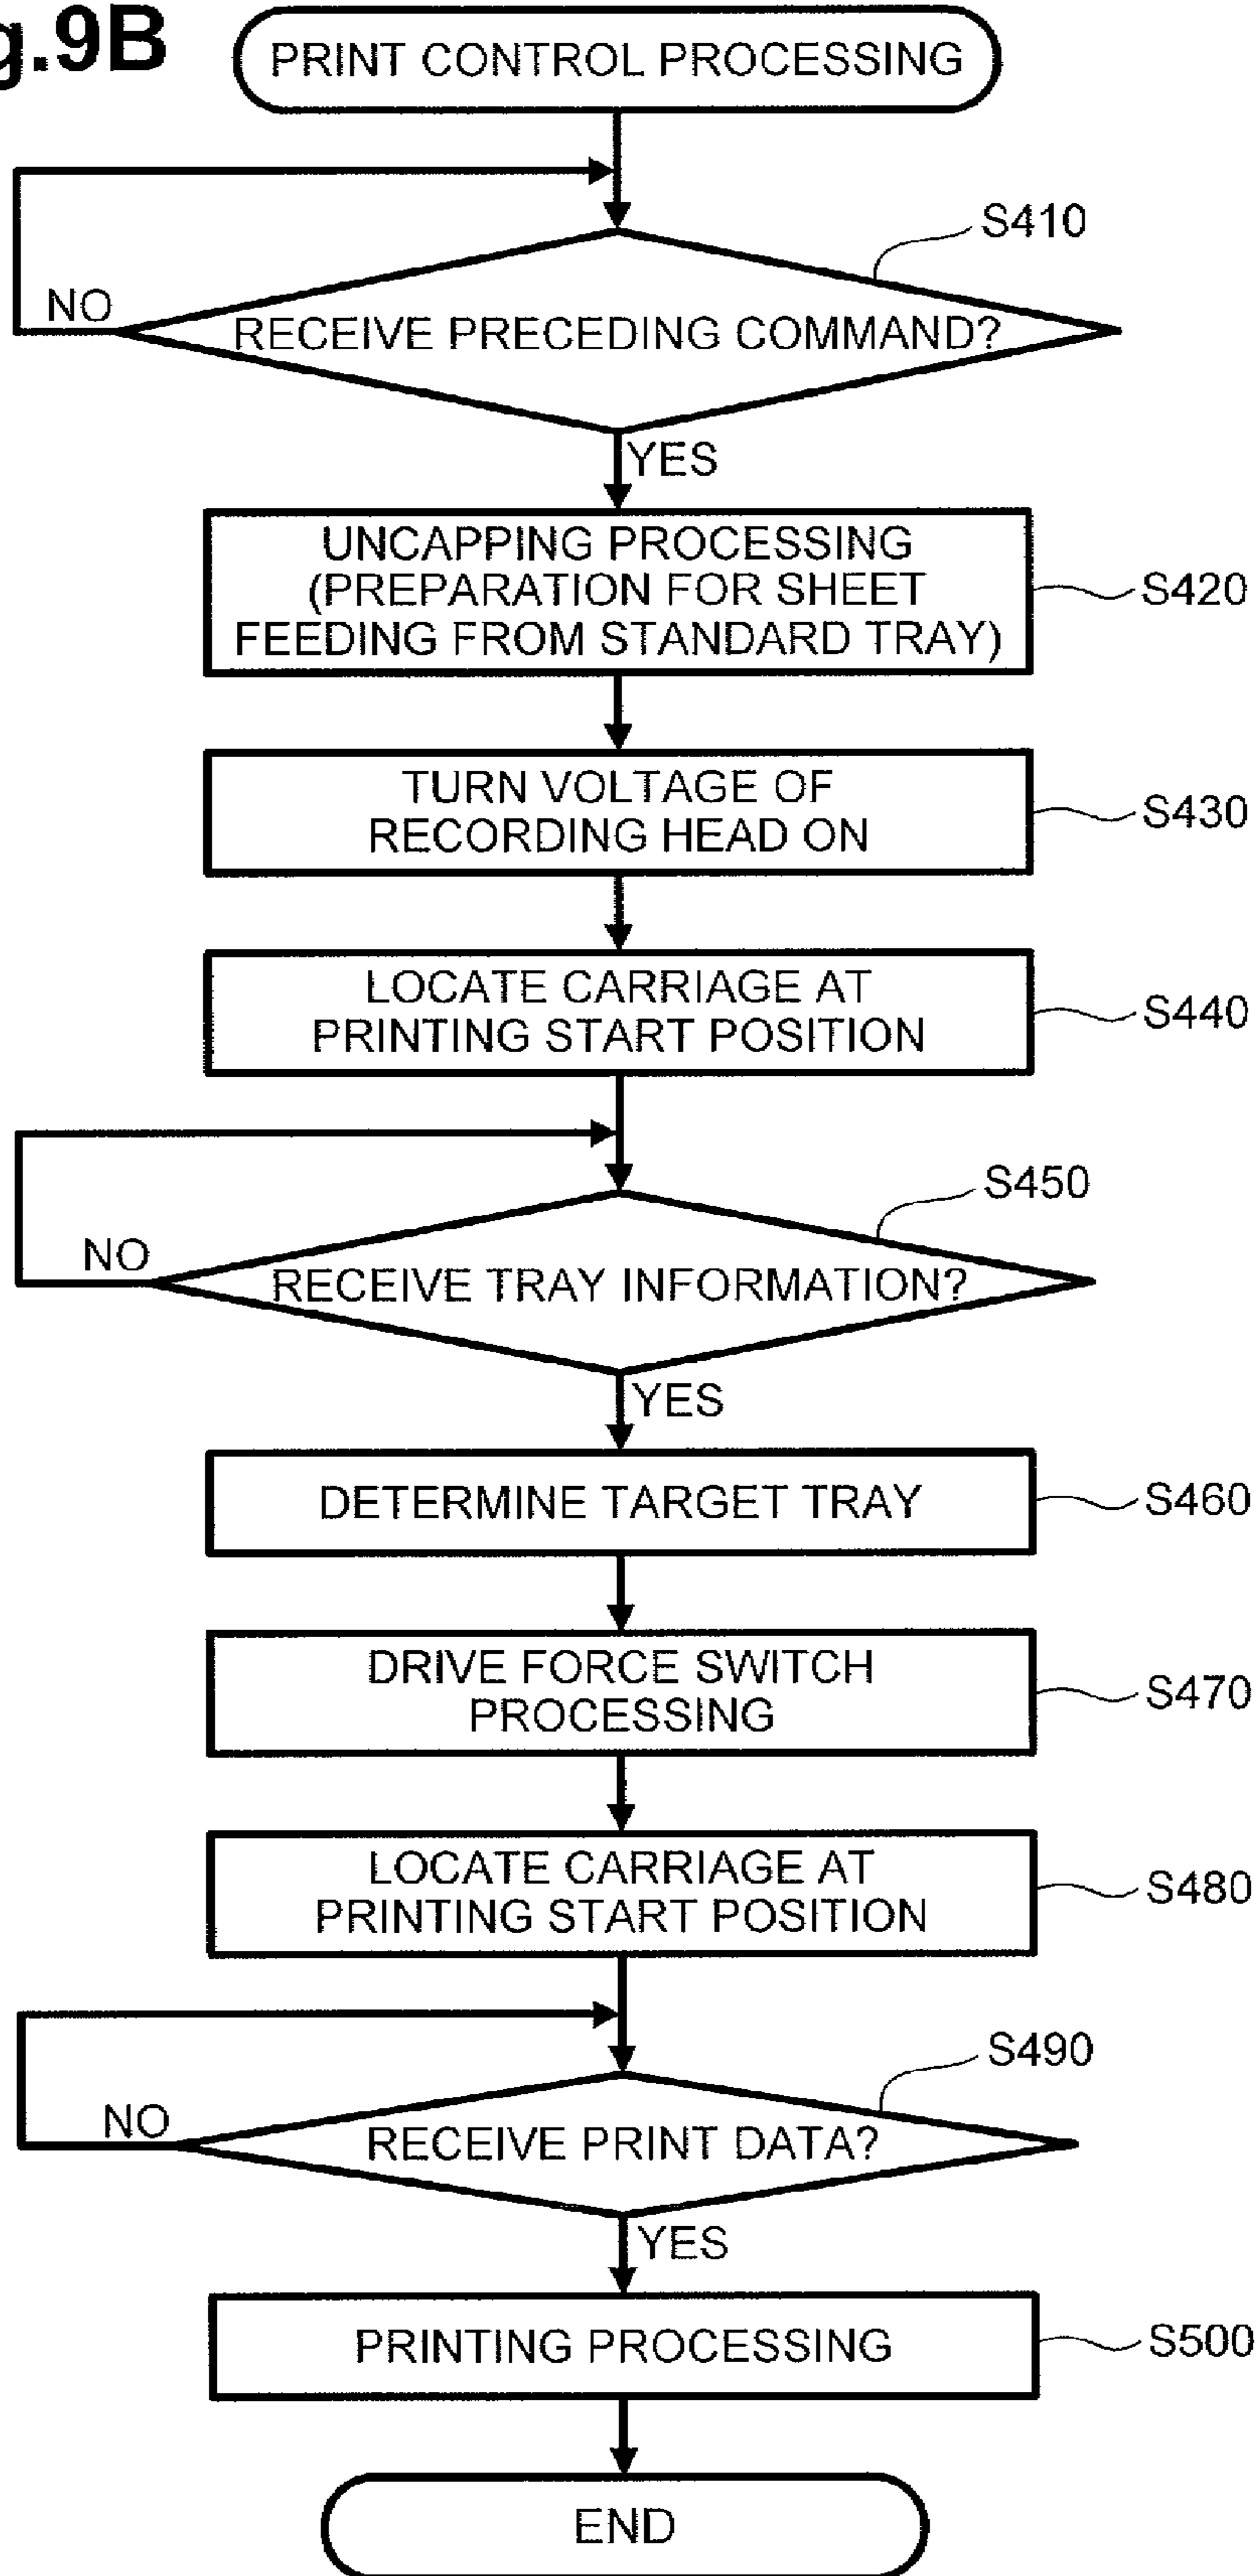 g.9B
PRINT CONTROL PROCESSING
S410
NO
RECEIVE PRECEDING COMMAND?
YES
UNCAPPING PROCESSING
(PREPARATION FOR SHEET
FEEDING FROM STANDARD TRAY)
S420
TURN VOLTAGE OF
RECORDING HEAD ON
S430
LOCATE CARRIAGE AT
PRINTING START POSITION
S440
S450
NO
RECEIVE TRAY INFORMATION?
YES
DETERMINE TARGET TRAY
S460
DRIVE FORCE SWITCH
PROCESSING
S470
LOCATE CARRIAGE AT
PRINTING START POSITION
S480
S490
NO
RECEIVE PRINT DATA?
YES
PRINTING PROCESSING
S500
END